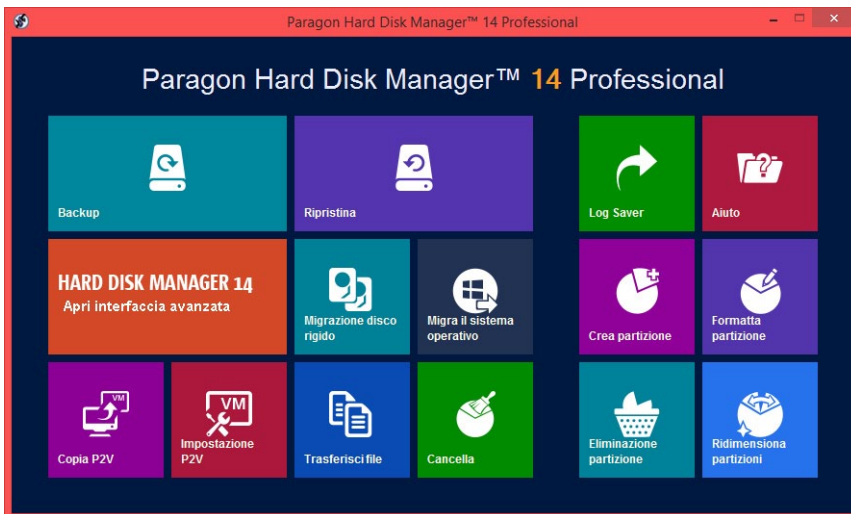 Paragon Hard Disk Manager™ 14 Professional
Paragon Hard Disk Manager™ 14 Professional
Backup
Ripristina
Log Saver
Aiuto
HARD DISK MANAGER 14
Apri interfaccia avanzata
Migrazione disco
rigido
Migra il sistema
operativo
Crea partizione
Formatta
partizione
VM
Copia P2V
VM
Impostazione
P2V
Trasferisci file
Cancella
Eliminazione
partizione
Ridimensiona
partizioni